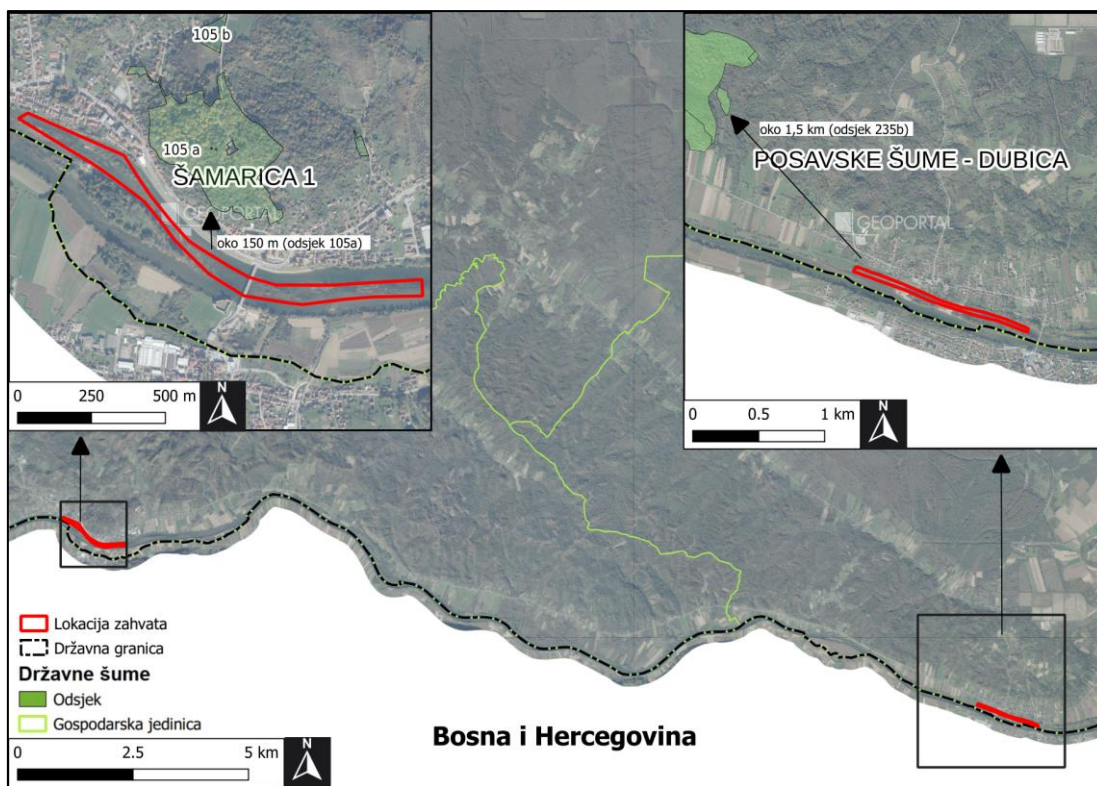 105 b
105 a
ŠAMARICA 1
GEOPORTAL
oko 150 m (odsjek 105a)
0 250 500 m
N
oko 1,5 km (odsjek 235b)
POSAVSKE ŠUME - DUBICA
GEOPORTAL
0 0.5 1 km
N
Lokacija zahvata
Državna granica
Državne šume
Odsjek
Gospodarska jedinica
0 2.5 5 km
N
Bosna i Hercegovina